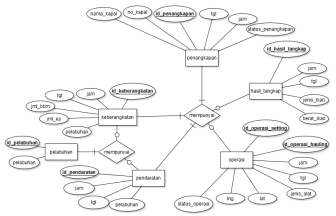 nama_kapal
no_kapal
id_penangkapan
tgl
jam
status_penangkapan
penangkapan
id_hasil_tangkap
jam
tgl
jenis_ikan
berat_ikan
hasil_tangkap
tgl
jam
id_keberangkatan
jml_bbm
jml_es
pelabuhan
keberangkatan
mempunyai
id_pelabuhan
pelabuhan
pelabuhan
mempunyai
id_pendaratan
jam
tgl
pelabuhan
pendaratan
operasi
id_operasi_setting
id_operasi_hauling
jam
tgl
jenis_alat
status_operasi
lng
lat